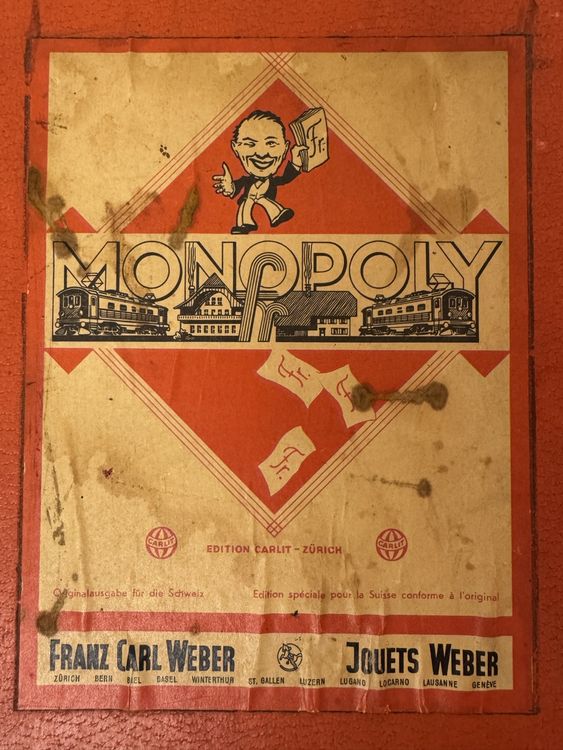 Fr.
MONOPOLY
fr
Fr.
Fr.
Fr.
CARLIT
EDITION CARLIT - ZÜRICH
CARLIT
Originalausgabe für die Schweiz
Edition spéciale pour la Suisse conforme à l'original
FRANZ CARL WEBER
JOUETS WEBER
ZÜRICH BERN BIEL BASEL WINTERTHUR ST. GALLEN LUZERN LUGANO LOCARNO LAUSANNE GENÈVE